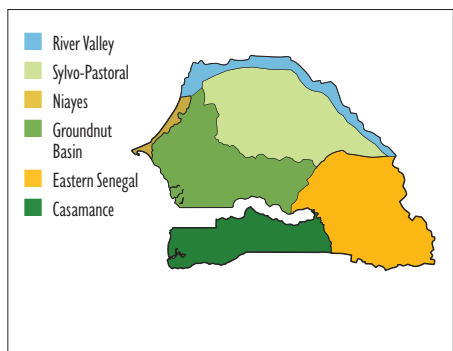 River Valley
Sylvo-Pastoral
Niayes
Groundnut
Basin
Eastern Senegal
Casamance